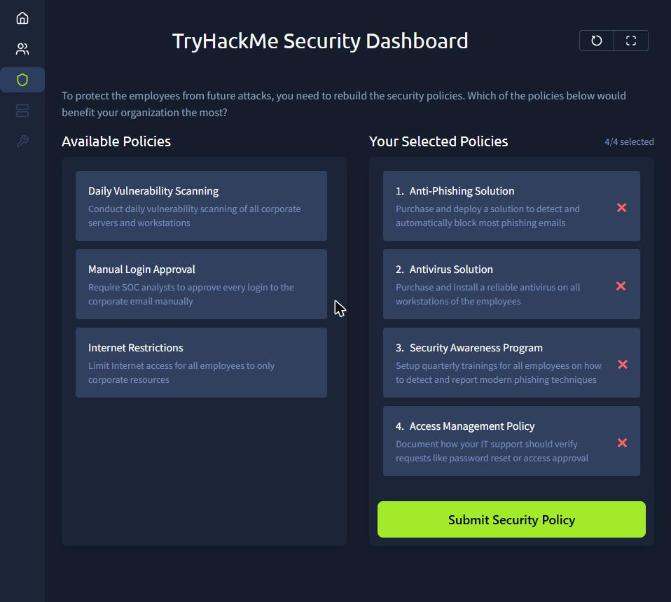 TryHackMe Security Dashboard
To protect the employees from future attacks, you need to rebuild the security policies. Which of the policies below would
benefit your organization the most?
Available Policies
Daily Vulnerability Scanning
Conduct daily vulnerability scanning of all corporate
servers and workstations
Manual Login Approval
Require SOC analysts to approve every login to the
corporate email manually
Internet Restrictions
Limit Internet access for all employees to only
corporate resources
Your Selected Policies
4/4 selected
1. Anti-Phishing Solution
Purchase and deploy a solution to detect and
automatically block most phishing emails
2. Antivirus Solution
Purchase and install a reliable antivirus on all
workstations of the employees
3. Security Awareness Program
Setup quarterly trainings for all employees on how
to detect and report modern phishing techniques
4. Access Management Policy
Document how your IT support should verify
requests like password reset or access approval
Submit Security Policy